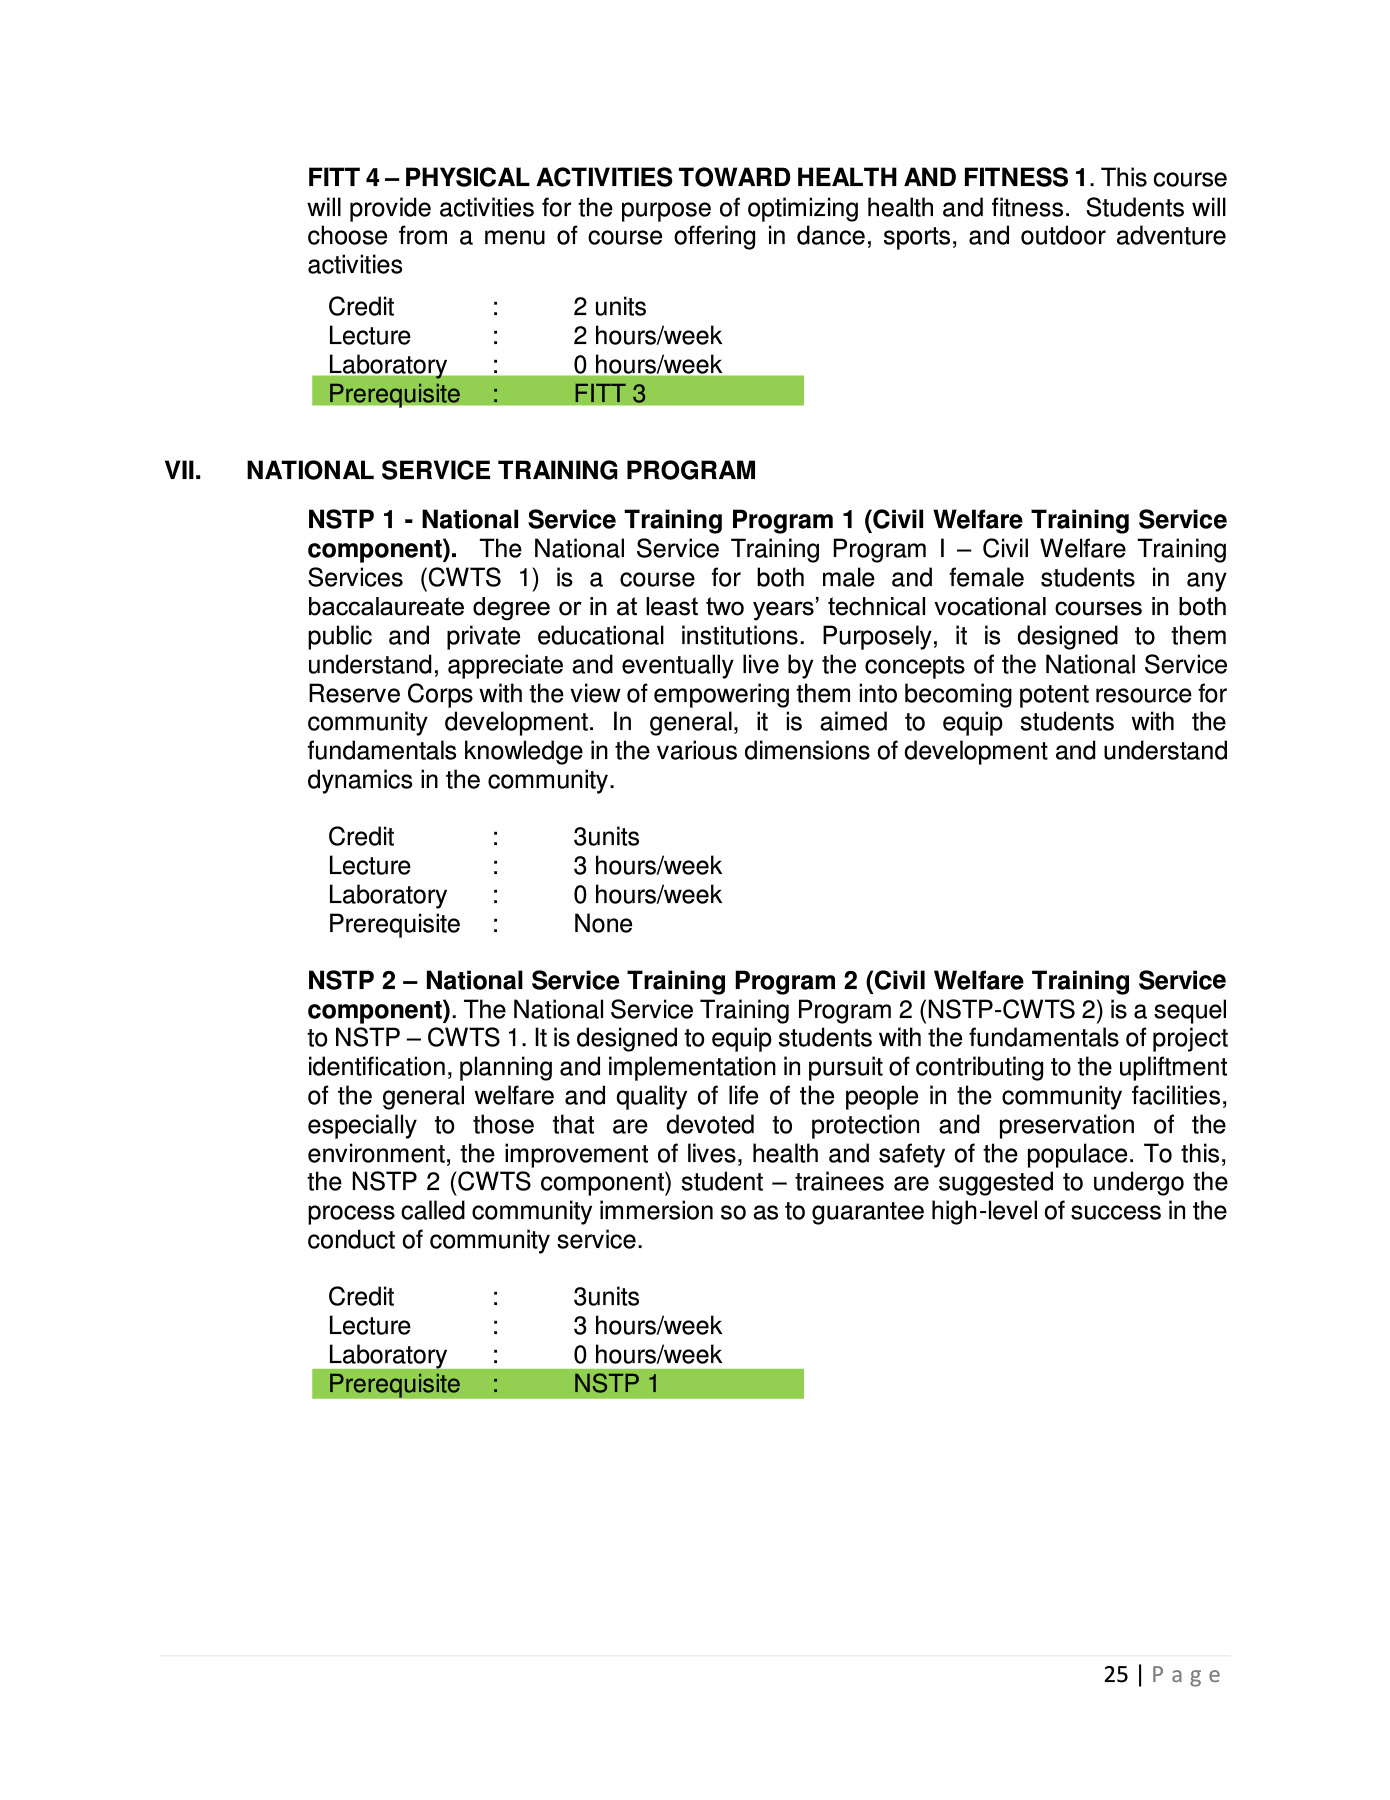 FITT 4 – PHYSICAL ACTIVITIES TOWARD HEALTH AND FITNESS 1. This course
will provide activities for the purpose of optimizing health and fitness.  Students will
choose from a menu of course offering in dance, sports, and outdoor adventure
activities
Credit : 2 units
Lecture : 2 hours/week
Laboratory : 0 hours/week
Prerequisite : FITT 3
VII. NATIONAL SERVICE TRAINING PROGRAM
NSTP 1 - National Service Training Program 1 (Civil Welfare Training Service
component).  The National Service Training Program I – Civil Welfare Training
Services (CWTS 1) is a course for both male and female students in any
baccalaureate degree or in at least two years’ technical vocational courses in both
public and private educational institutions. Purposely, it is designed to them
understand, appreciate and eventually live by the concepts of the National Service
Reserve Corps with the view of empowering them into becoming potent resource for
community development. In general, it is aimed to equip students with the
fundamentals knowledge in the various dimensions of development and understand
dynamics in the community.
Credit : 3units
Lecture : 3 hours/week
Laboratory : 0 hours/week
Prerequisite : None
NSTP 2 – National Service Training Program 2 (Civil Welfare Training Service
component). The National Service Training Program 2 (NSTP-CWTS 2) is a sequel
to NSTP – CWTS 1. It is designed to equip students with the fundamentals of project
identification, planning and implementation in pursuit of contributing to the upliftment
of the general welfare and quality of life of the people in the community facilities,
especially to those that are devoted to protection and preservation of the
environment, the improvement of lives, health and safety of the populace. To this,
the NSTP 2 (CWTS component) student – trainees are suggested to undergo the
process called community immersion so as to guarantee high-level of success in the
conduct of community service.
Credit : 3units
Lecture : 3 hours/week
Laboratory : 0 hours/week
Prerequisite : NSTP 1
25 | P a g e